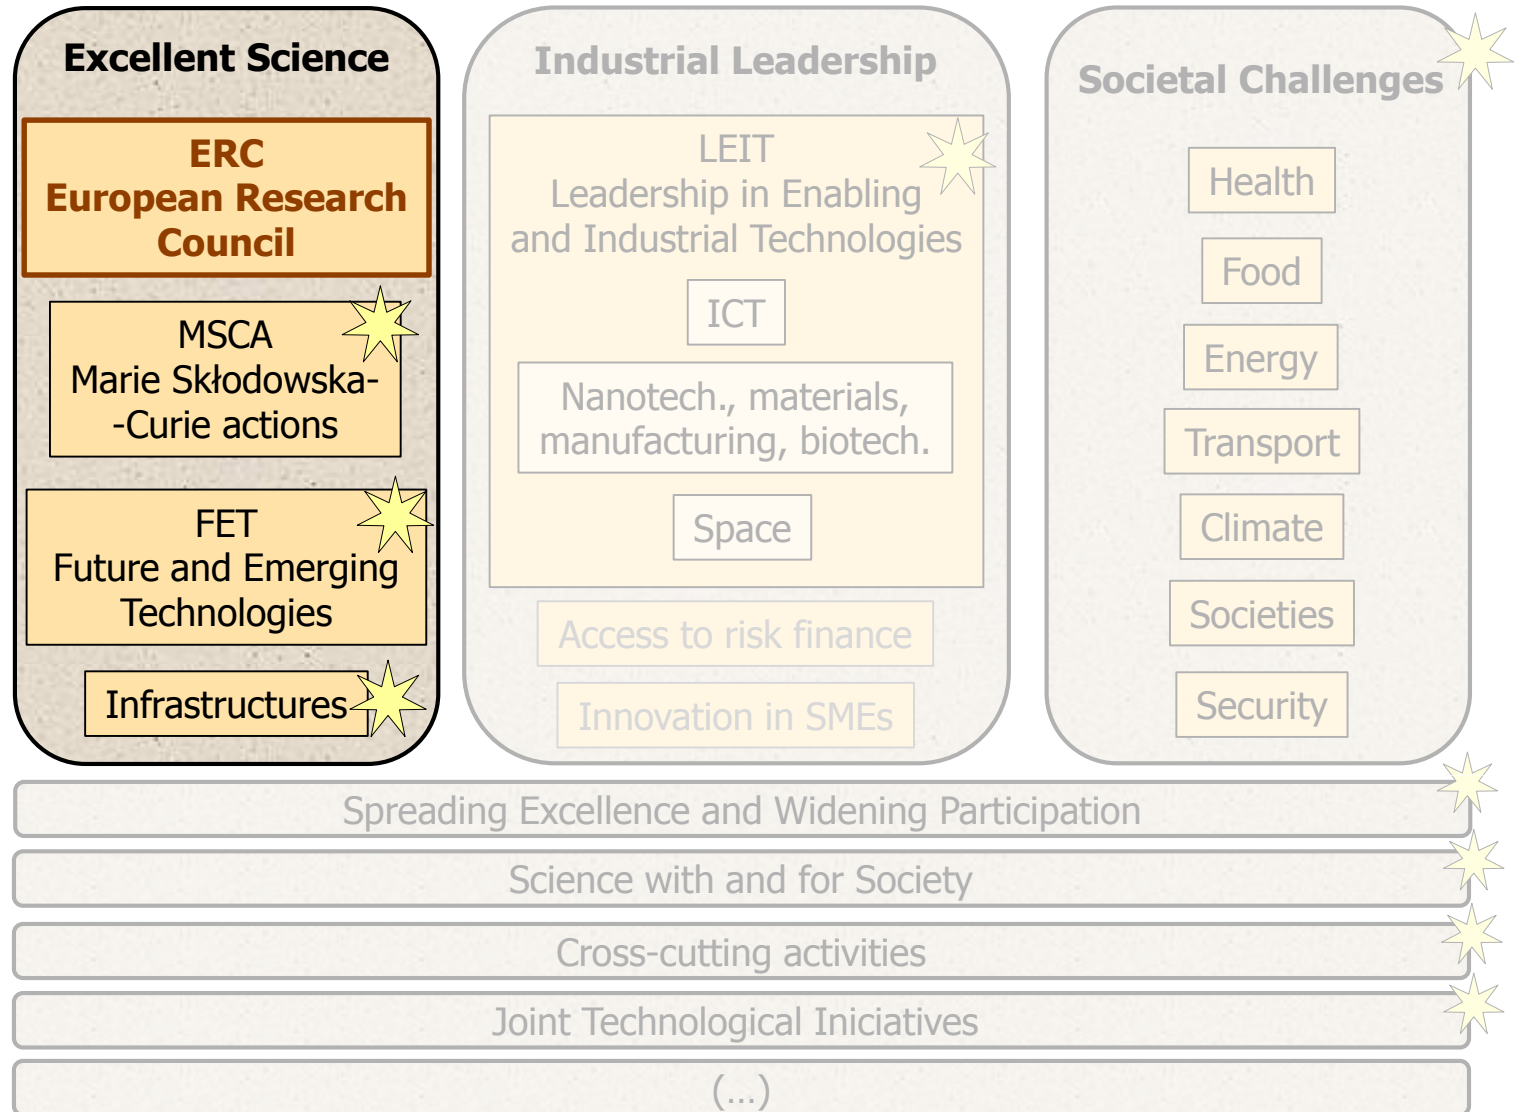 Excellent Science
ERC
European Research
Council
MSCA
Marie Skłodowska-
-Curie actions
FET
Future and Emerging
Technologies
Infrastructures
Industrial Leadership
LEIT
Leadership in Enabling
and Industrial Technologies
ICT
Nanotech., materials,
manufacturing, biotech.
Space
Access to risk finance
Innovation in SMEs
Societal Challenges
Health
Food
Energy
Transport
Climate
Societies
Security
Spreading Excellence and Widening Participation
Science with and for Society
Cross-cutting activities
Joint Technological Iniciatives
(...)